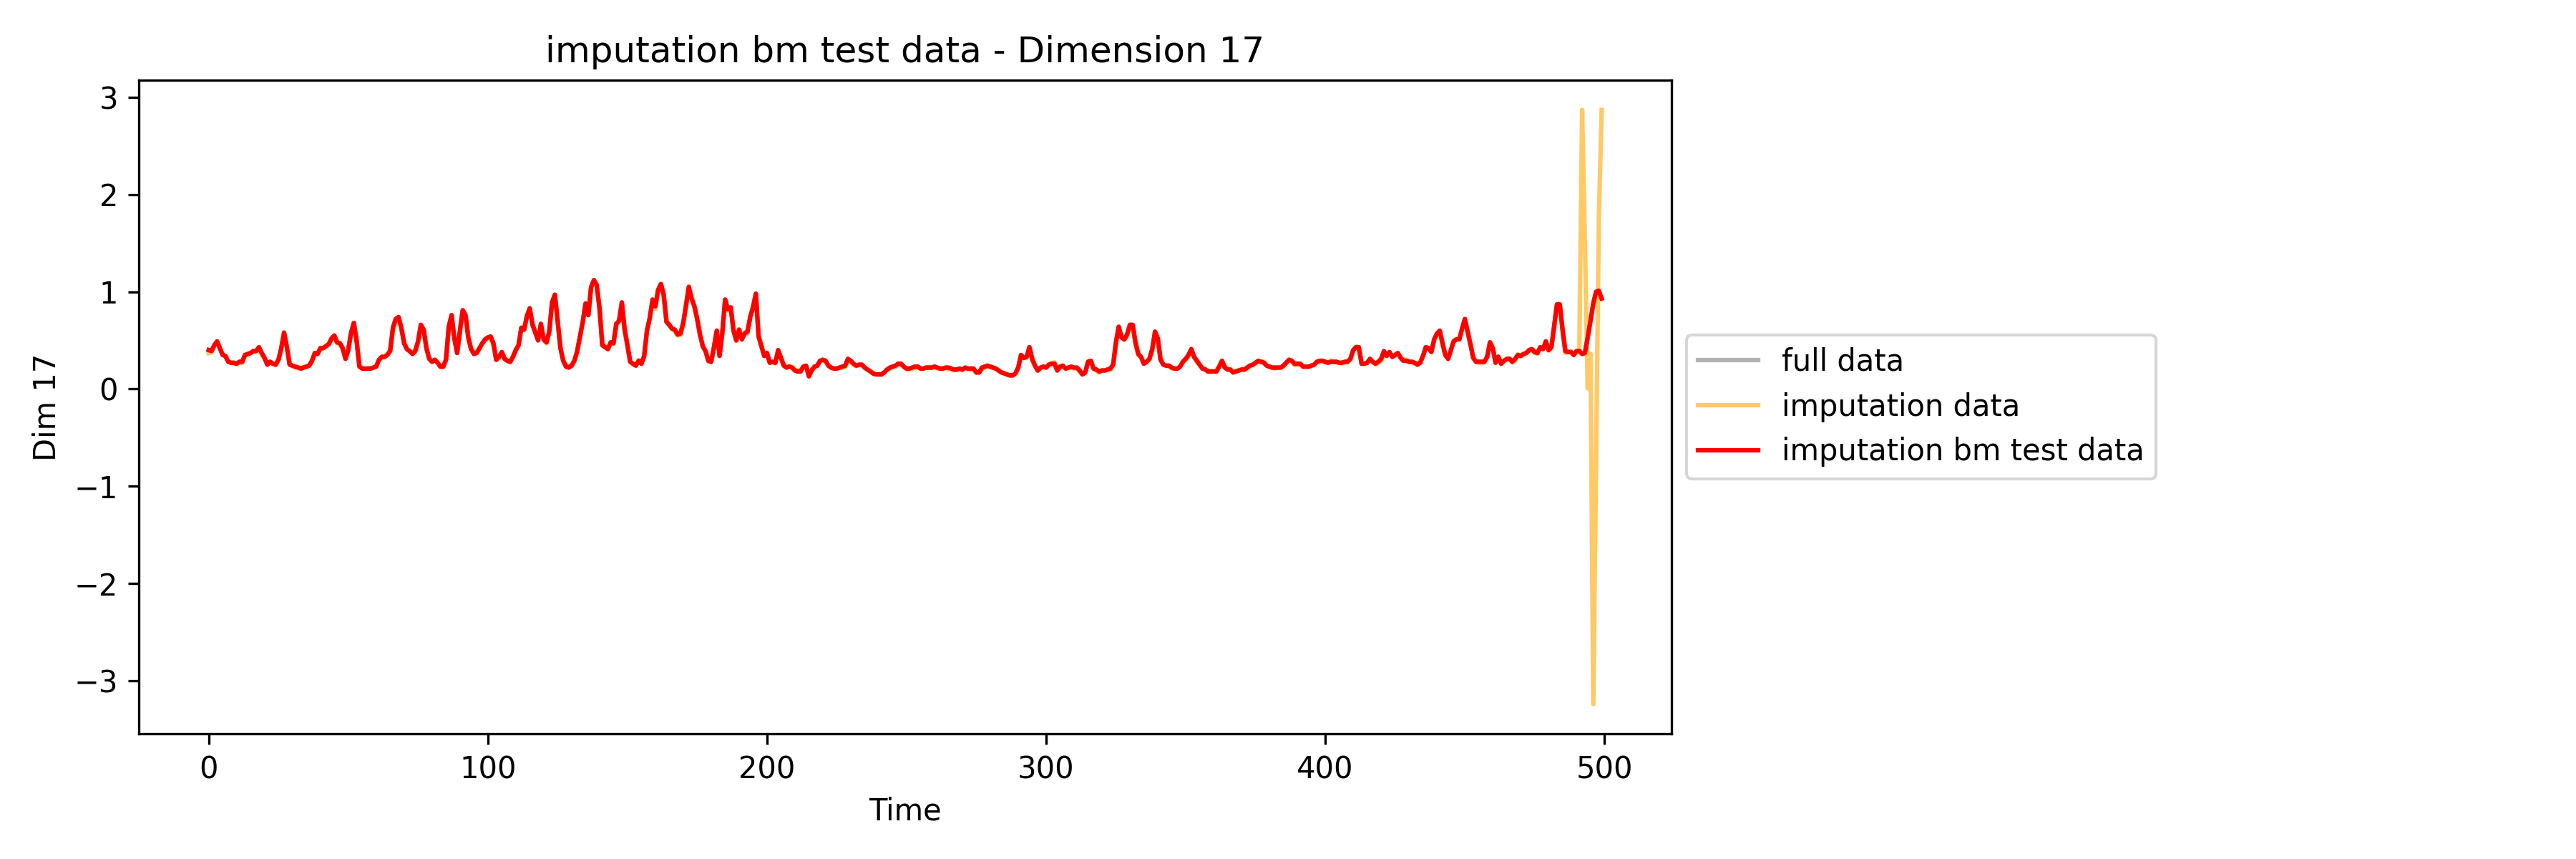 imputation bm test data - Dimension 17
3
2
1
0
−1
−2
−3
Dim 17
0 100 200 300 400 500
Time
full data
imputation data
imputation bm test data